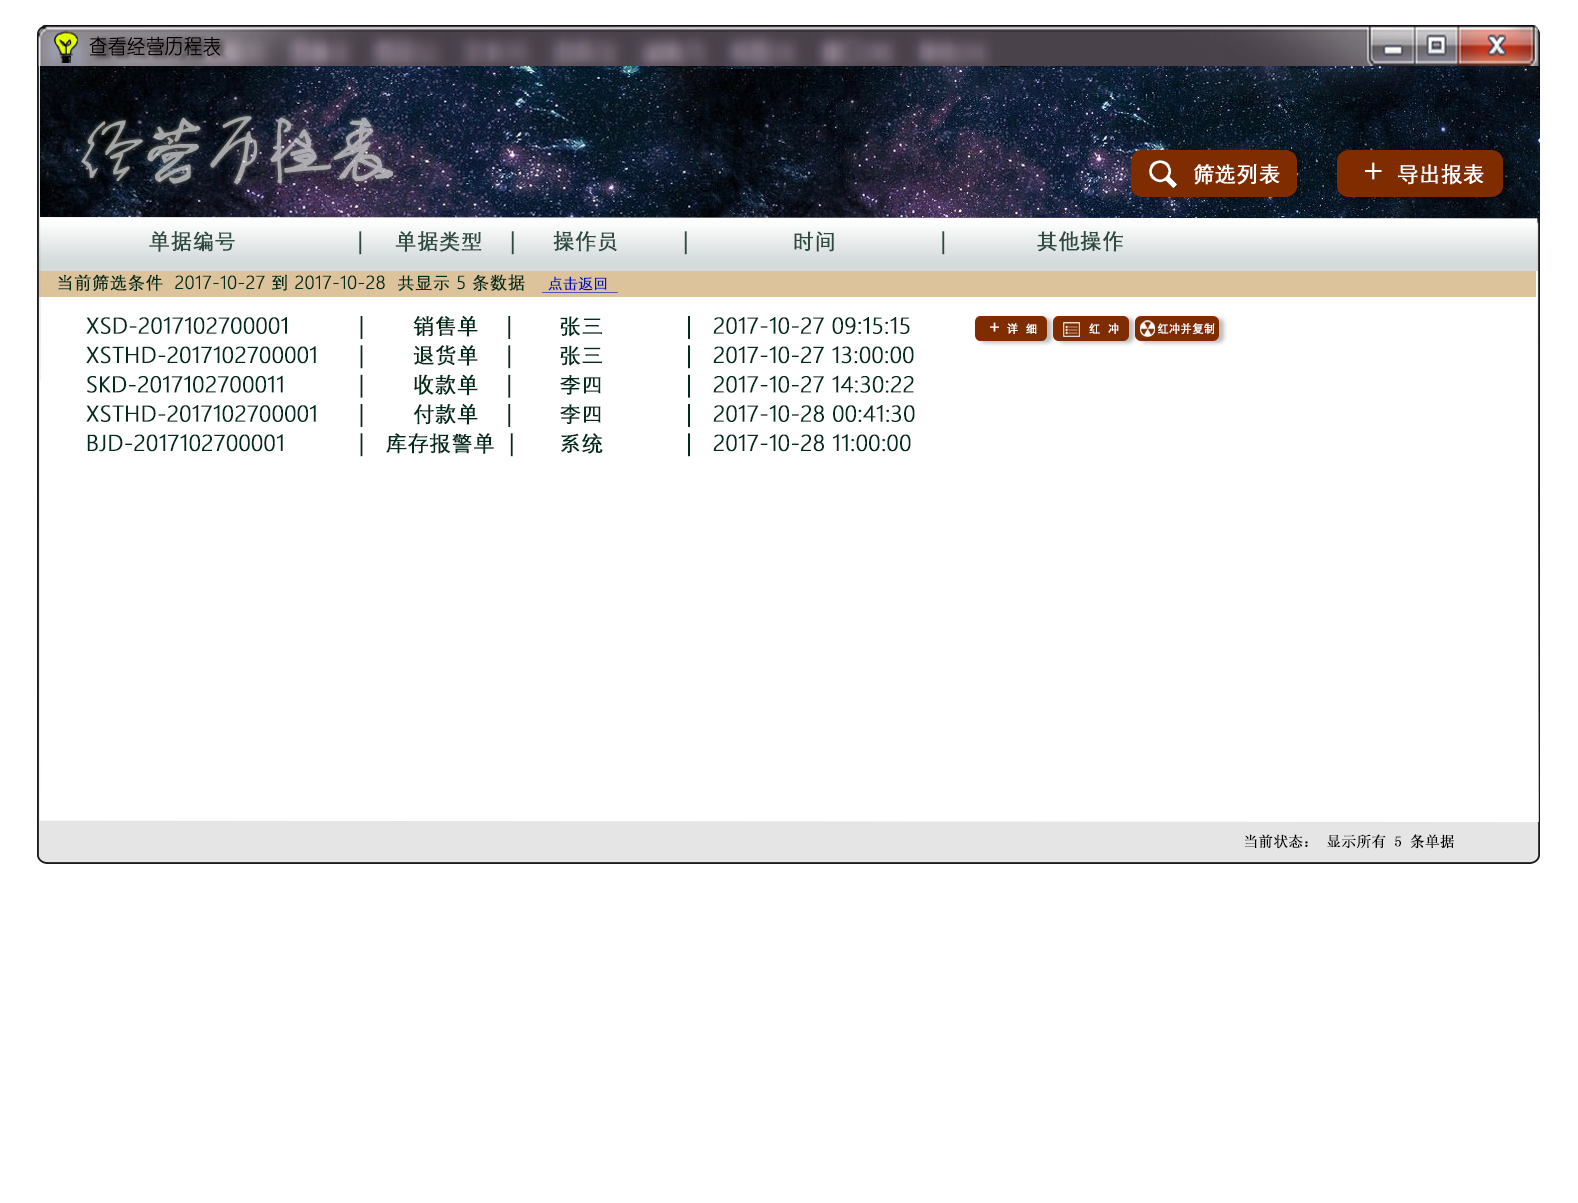 查看经营历程表
经营历程表
筛选列表 + 导出报表
单据编号 | 单据类型 | 操作员 | 时间 | 其他操作
当前筛选条件 2017-10-27 到 2017-10-28 共显示 5 条数据 点击返回
XSD-2017102700001 | 销售单 | 张三 | 2017-10-27 09:15:15 + 详 细 红 冲 红冲并复制
XSTHD-2017102700001 | 退货单 | 张三 | 2017-10-27 13:00:00
SKD-2017102700011 | 收款单 | 李四 | 2017-10-27 14:30:22
XSTHD-2017102700001 | 付款单 | 李四 | 2017-10-28 00:41:30
BJD-2017102700001 | 库存报警单 | 系统 | 2017-10-28 11:00:00
当前状态： 显示所有 5 条单据